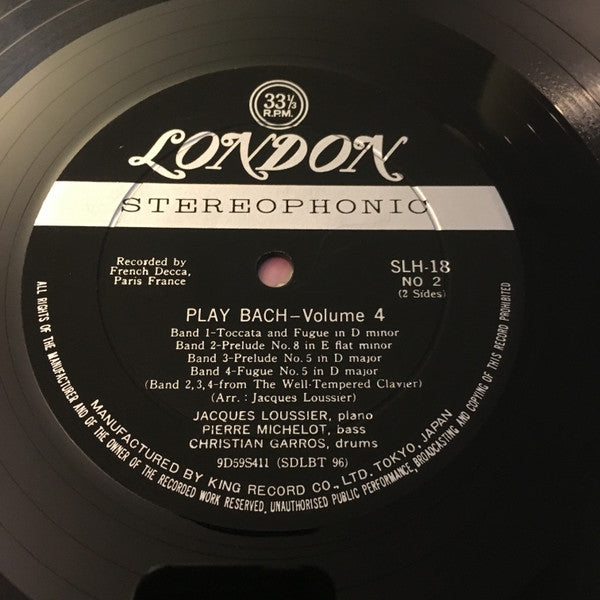 33⅓
R.P.M.
LONDON
STEREOPHONIC
Recorded by
French Decca,
Paris France
SLH-18
NO 2
(2 Sides)
PLAY BACH-Volume 4
Band 1-Toccata and Fugue in D minor
Band 2-Prelude No. 8 in E flat minor
Band 3-Prelude No. 5 in D major
Band 4-Fugue No. 5 in D major
(Band 2,3,4-from The Well-Tempered Clavier)
(Arr. : Jacques Loussier)
JACQUES LOUSSIER, piano
PIERRE MICHELOT, bass
CHRISTIAN GARROS, drums
9D59S411 (SDLBT 96)
MANUFACTURED BY KING RECORD CO., LTD. TOKYO, JAPAN
ALL RIGHTS OF THE MANUFACTURER AND OF THE OWNER OF THE RECORDED WORK RESERVED, UNAUTHORISED PUBLIC PERFORMANCE, BROADCASTING AND COPYING OF THIS RECORD PROHIBITED